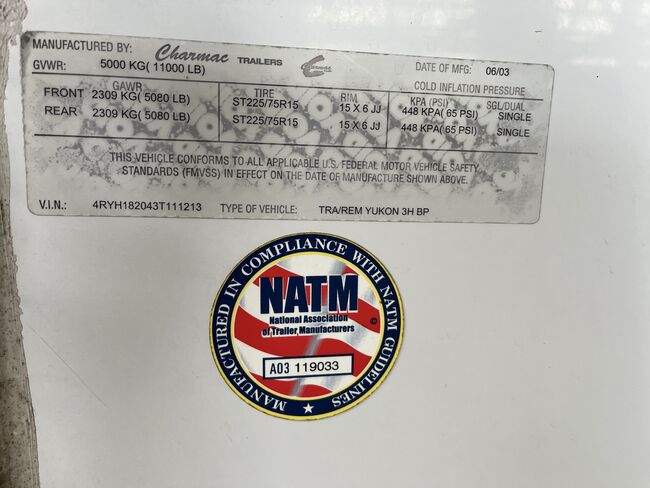 MANUFACTURED BY: Charmac TRAILERS Charmac
GVWR: 5000 KG( 11000 LB) DATE OF MFG: 06/03
GAWR TIRE RIM COLD INFLATION PRESSURE
KPA (PSI) SGL/DUAL
FRONT 2309 KG( 5080 LB) ST225/75R15 15 X 6 JJ 448 KPA( 65 PSI) SINGLE
REAR 2309 KG( 5080 LB) ST225/75R15 15 X 6 JJ 448 KPA( 65 PSI) SINGLE
THIS VEHICLE CONFORMS TO ALL APPLICABLE U.S. FEDERAL MOTOR VEHICLE SAFETY
STANDARDS (FMVSS) IN EFFECT ON THE DATE OF MANUFACTURE SHOWN ABOVE.
V.I.N.: 4RYH182043T111213 TYPE OF VEHICLE: TRA/REM YUKON 3H BP
MANUFACTURED IN COMPLIANCE WITH NATM GUIDELINES
NATM
National Association
of Trailer Manufacturers
©
A03 119033